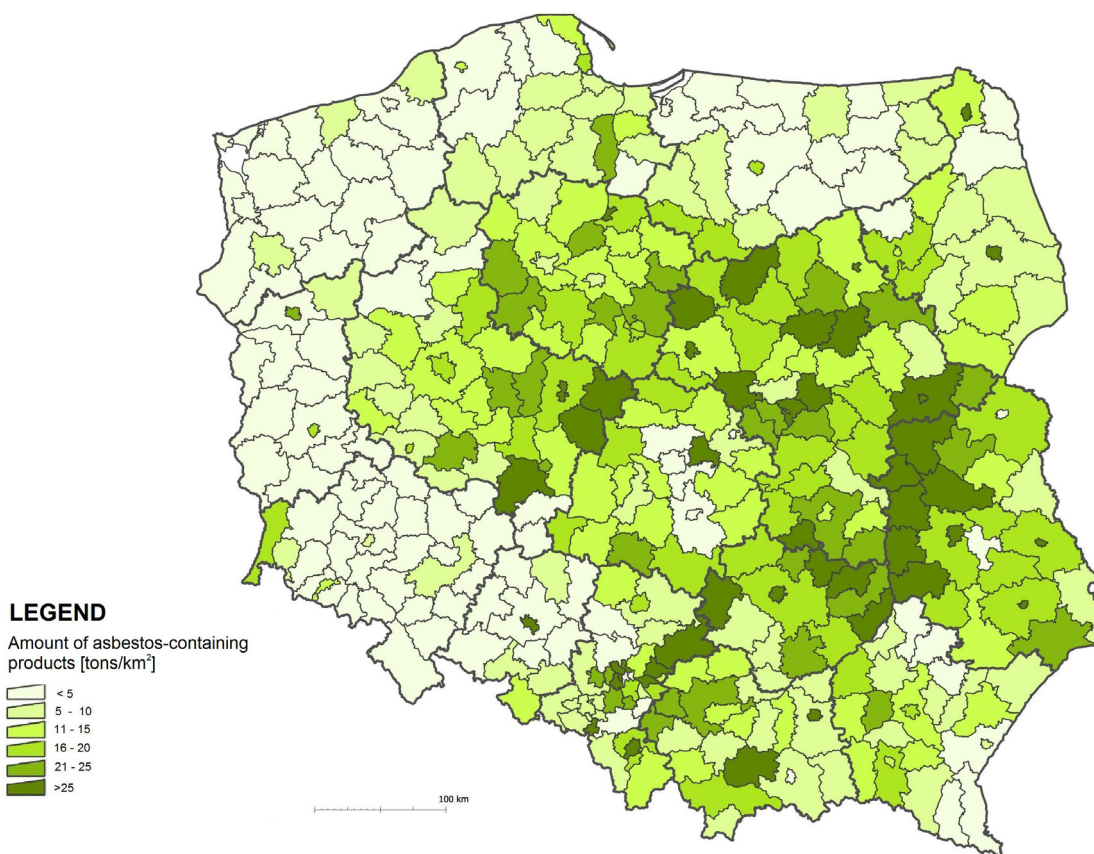 LEGEND
Amount of asbestos-containing
products [tons/km²]
< 5
5 - 10
11 - 15
16 - 20
21 - 25
>25
100 km